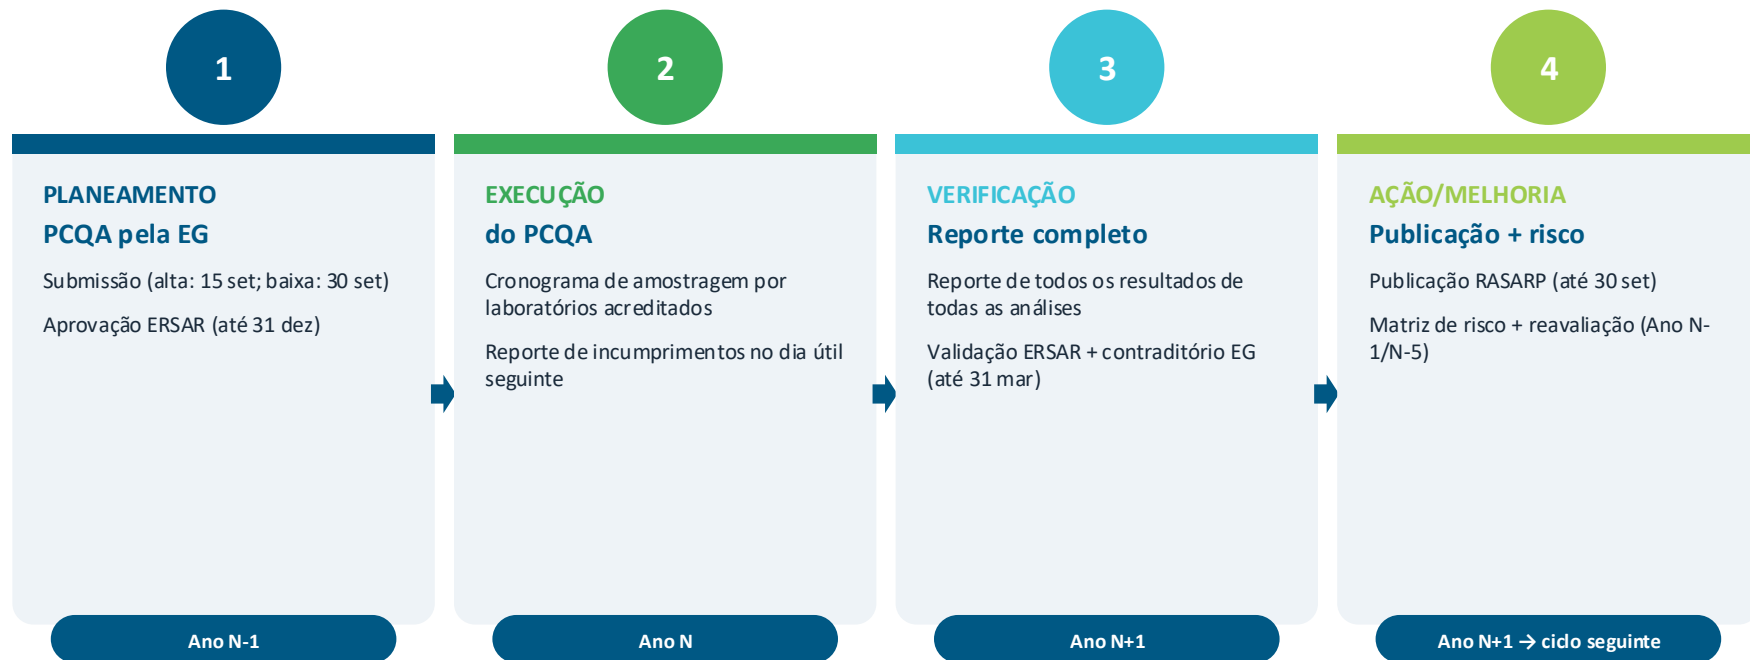 1
PLANEAMENTO
PCQA pela EG
Submissão (alta: 15 set; baixa: 30 set)
Aprovação ERSAR (até 31 dez)
Ano N-1
2
EXECUÇÃO
do PCQA
Cronograma de amostragem por
laboratórios acreditados
Reporte de incumprimentos no dia útil
seguinte
Ano N
3
VERIFICAÇÃO
Reporte completo
Reporte de todos os resultados de
todas as análises
Validação ERSAR + contraditório EG
(até 31 mar)
Ano N+1
4
AÇÃO/MELHORIA
Publicação + risco
Publicação RASARP (até 30 set)
Matriz de risco + reavaliação (Ano N-
1/N-5)
Ano N+1 → ciclo seguinte